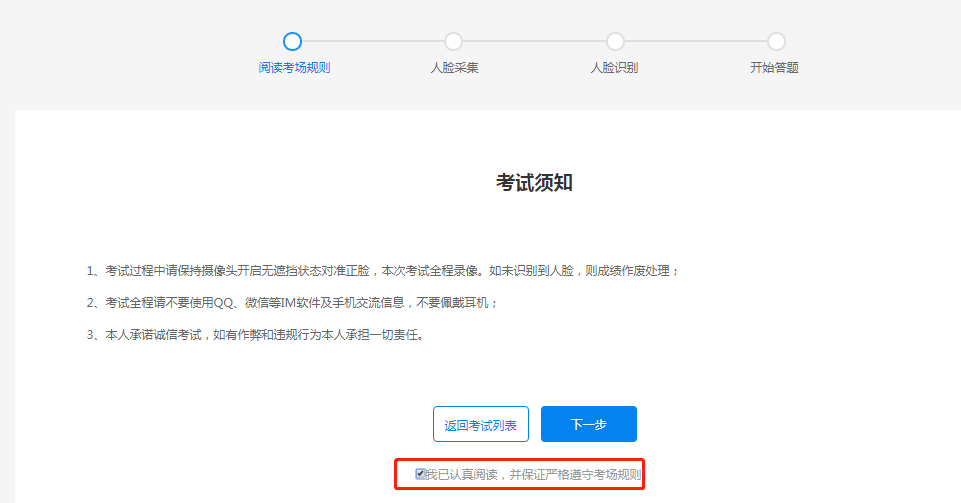 阅读考场规则 人脸采集 人脸识别 开始答题
考试须知
1、考试过程中请保持摄像头开启无遮挡状态对准正脸，本次考试全程录像。如未识别到人脸，则成绩作废处理；
2、考试全程请不要使用QQ、微信等IM软件及手机交流信息，不要佩戴耳机；
3、本人承诺诚信考试，如有作弊和违规行为本人承担一切责任。
返回考试列表 下一步
我已认真阅读，并保证严格遵守考场规则